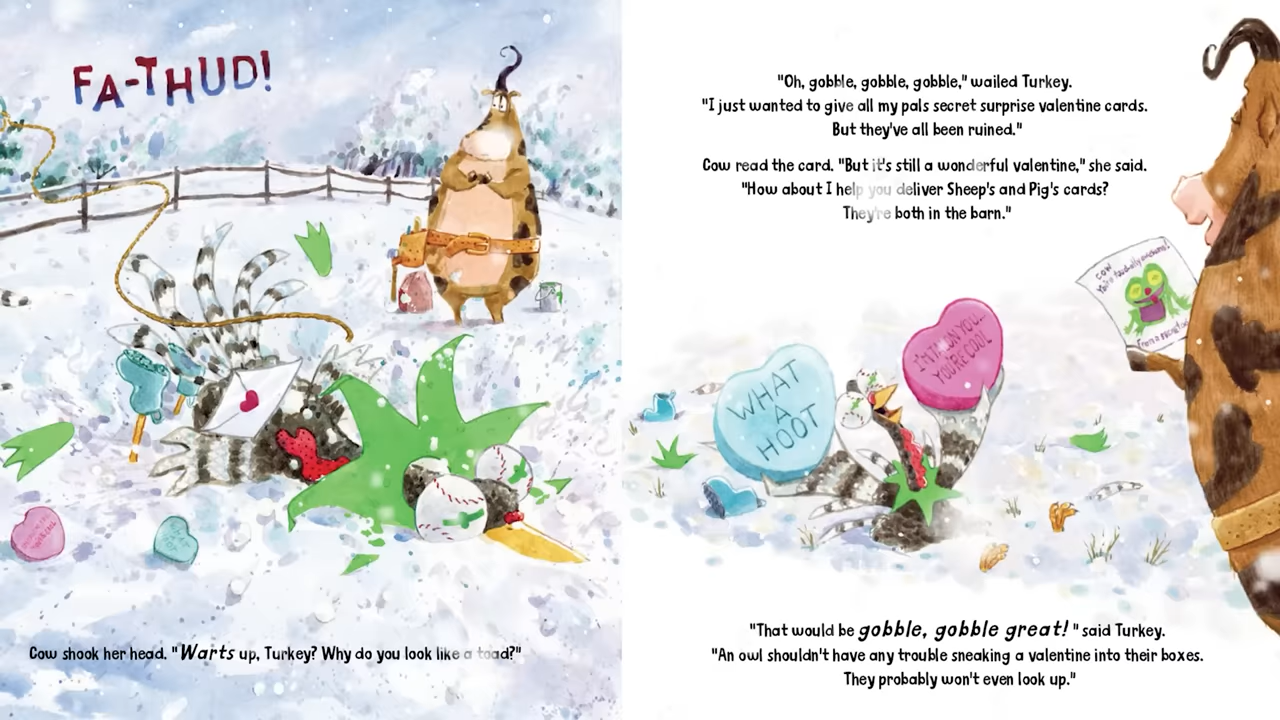 FA-THUD!
Cow shook her head. "Warts up, Turkey? Why do you look like a toad?"
"Oh, gobble, gobble, gobble," wailed Turkey.
"I just wanted to give all my pals secret surprise valentine cards.
But they've all been ruined."
Cow read the card. "But it's still a wonderful valentine," she said.
"How about I help you deliver Sheep's and Pig's cards?
They're both in the barn."
COW
WHAT
A
HOOT
YOU...
YOU'RE COOL
"That would be gobble, gobble great!" said Turkey.
"An owl shouldn't have any trouble sneaking a valentine into their boxes.
They probably won't even look up."